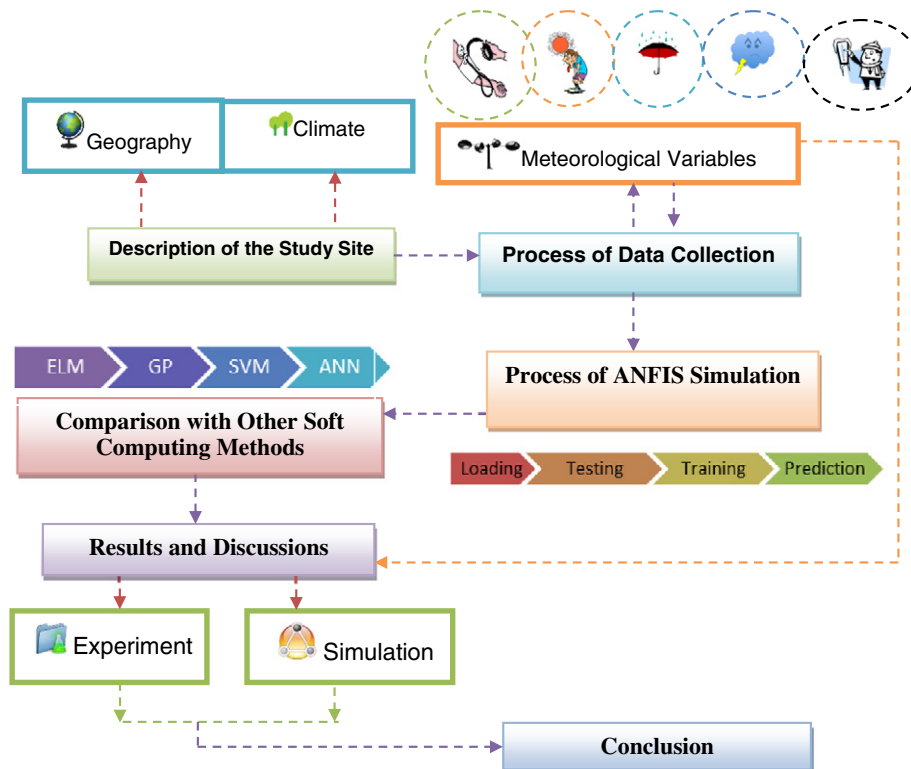 Geography
Climate
Meteorological Variables
Description of the Study Site
Process of Data Collection
ELM
GP
SVM
ANN
Process of ANFIS Simulation
Comparison with Other Soft
Computing Methods
Loading
Testing
Training
Prediction
Results and Discussions
Experiment
Simulation
Conclusion